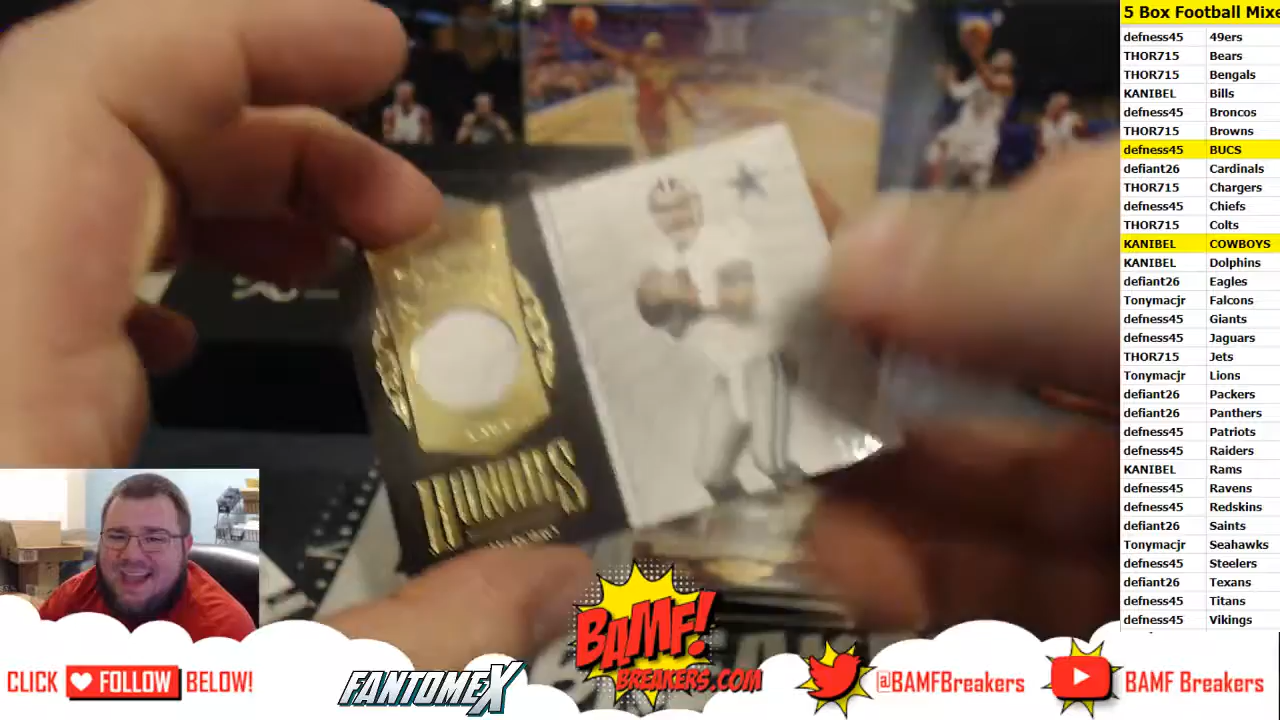 5 Box Football Mixe
defness45 49ers
THOR715 Bears
THOR715 Bengals
KANIBEL Bills
defness45 Broncos
THOR715 Browns
defness45 BUCS
defiant26 Cardinals
THOR715 Chargers
defness45 Chiefs
THOR715 Colts
KANIBEL COWBOYS
KANIBEL Dolphins
defiant26 Eagles
Tonymacjr Falcons
defness45 Giants
defness45 Jaguars
THOR715 Jets
Tonymacjr Lions
defiant26 Packers
defiant26 Panthers
defness45 Patriots
defness45 Raiders
KANIBEL Rams
defness45 Ravens
defness45 Redskins
defiant26 Saints
Tonymacjr Seahawks
defness45 Steelers
defiant26 Texans
defness45 Titans
defness45 Vikings
HONORS
CLICK FOLLOW BELOW!
FANTOMEX
BAMF!
BREAKERS.COM
@BAMFBreakers
BAMF Breakers